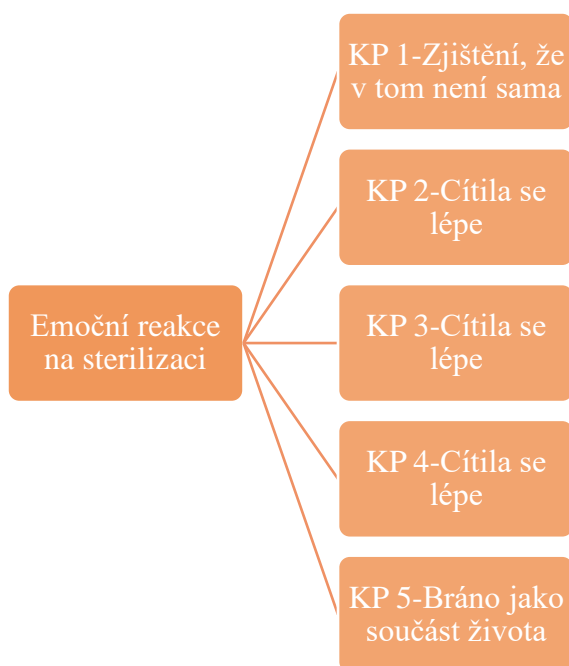 KP 1-Zjištění, že
v tom není sama
KP 2-Cítila se
lépe
Emoční reakce
na sterilizaci
KP 3-Cítila se
lépe
KP 4-Cítila se
lépe
KP 5-Bráno jako
součást života